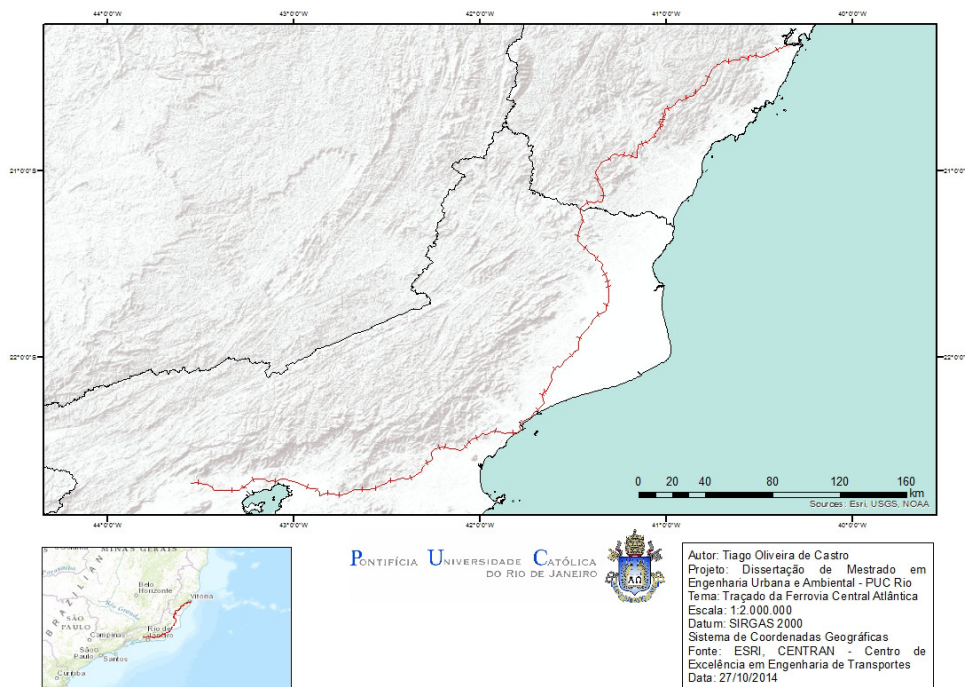 44°0'0"W 43°0'0"W 42°0'0"W 41°0'0"W 40°0'0"W
21°0'0"S 21°0'0"S
22°0'0"S 22°0'0"S
0 10 20 40 80 120 160
km
Sources: Esri, USGS, NOAA
44°0'0"W 43°0'0"W 42°0'0"W 41°0'0"W 40°0'0"W
MINAS GERAIS
BRAZILIAN
Belo
Horizonte
Vitória
Rio Grande
SÃO
PAULO
Campinas
Rio de
Janeiro
São
Paulo
Santos
Curitiba
PONTIFÍCIA UNIVERSIDADE CATÓLICA
DO RIO DE JANEIRO
ΑΩ
Autor: Tiago Oliveira de Castro
Projeto: Dissertação de Mestrado em
Engenharia Urbana e Ambiental - PUC Rio
Tema: Traçado da Ferrovia Central Atlântica
Escala: 1:2.000.000
Datum: SIRGAS 2000
Sistema de Coordenadas Geográficas
Fonte: ESRI, CENTRAN - Centro de
Excelência em Engenharia de Transportes
Data: 27/10/2014